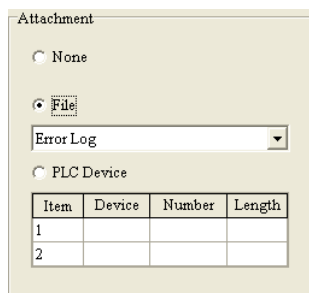 Attachment
None
File
Error Log
PLC Device
Item Device Number Length
1
2